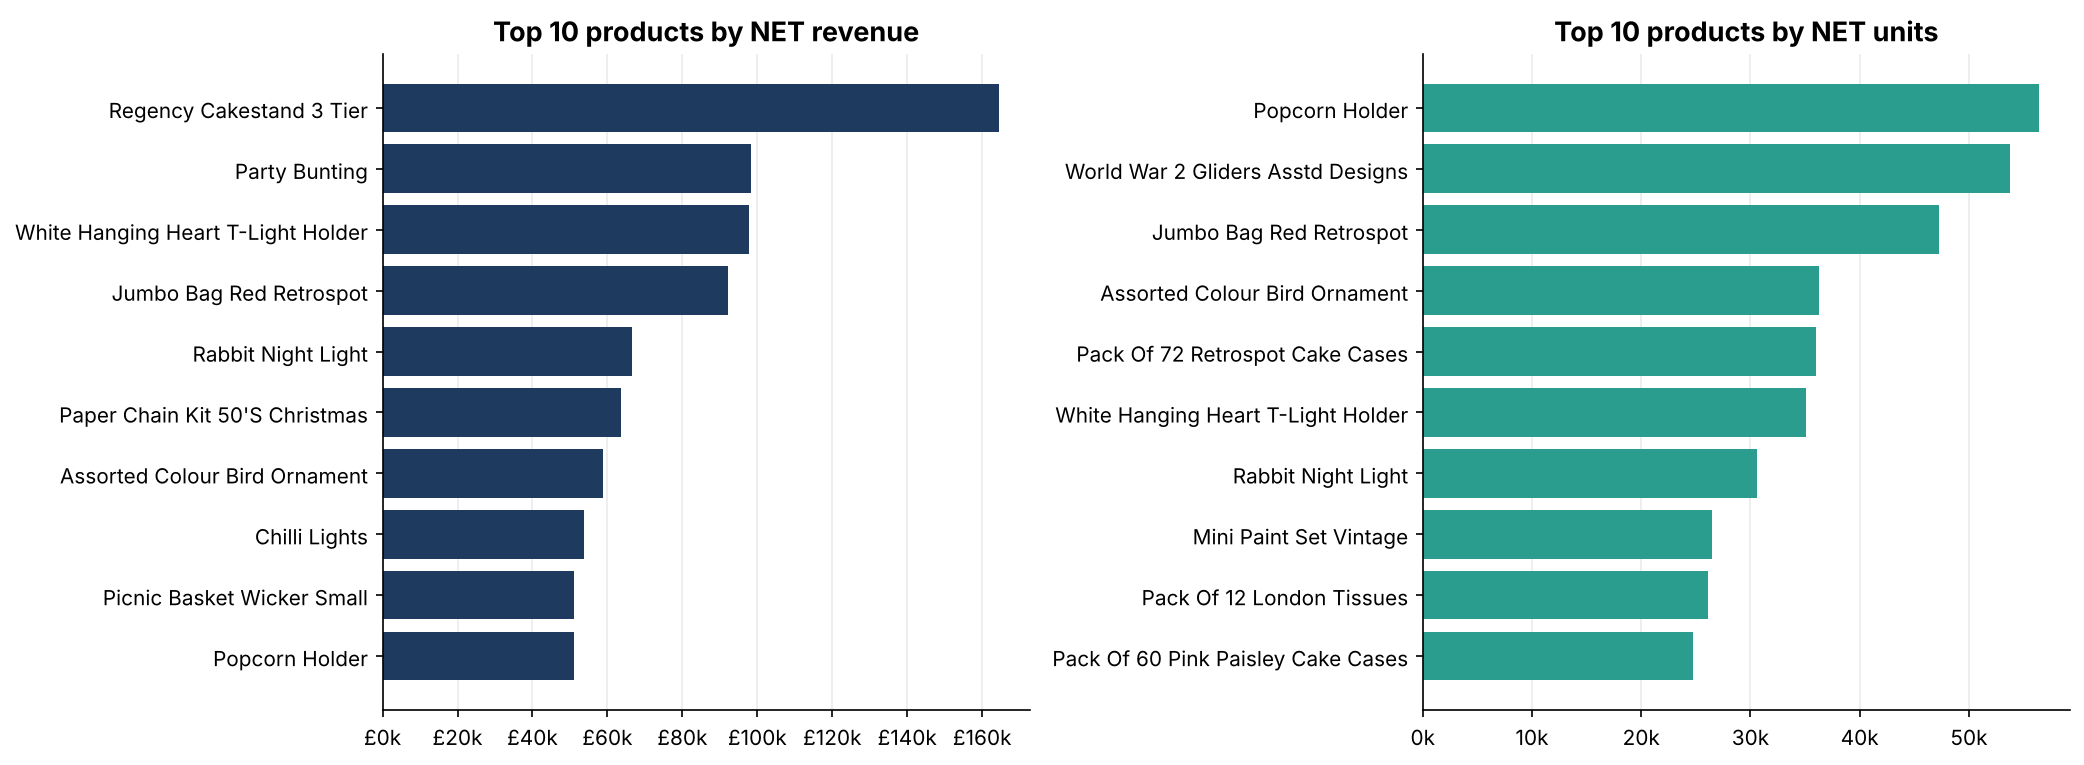 Top 10 products by NET revenue
Regency Cakestand 3 Tier
Party Bunting
White Hanging Heart T-Light Holder
Jumbo Bag Red Retrospot
Rabbit Night Light
Paper Chain Kit 50'S Christmas
Assorted Colour Bird Ornament
Chilli Lights
Picnic Basket Wicker Small
Popcorn Holder
£0k £20k £40k £60k £80k £100k £120k £140k £160k
Top 10 products by NET units
Popcorn Holder
World War 2 Gliders Asstd Designs
Jumbo Bag Red Retrospot
Assorted Colour Bird Ornament
Pack Of 72 Retrospot Cake Cases
White Hanging Heart T-Light Holder
Rabbit Night Light
Mini Paint Set Vintage
Pack Of 12 London Tissues
Pack Of 60 Pink Paisley Cake Cases
0k 10k 20k 30k 40k 50k